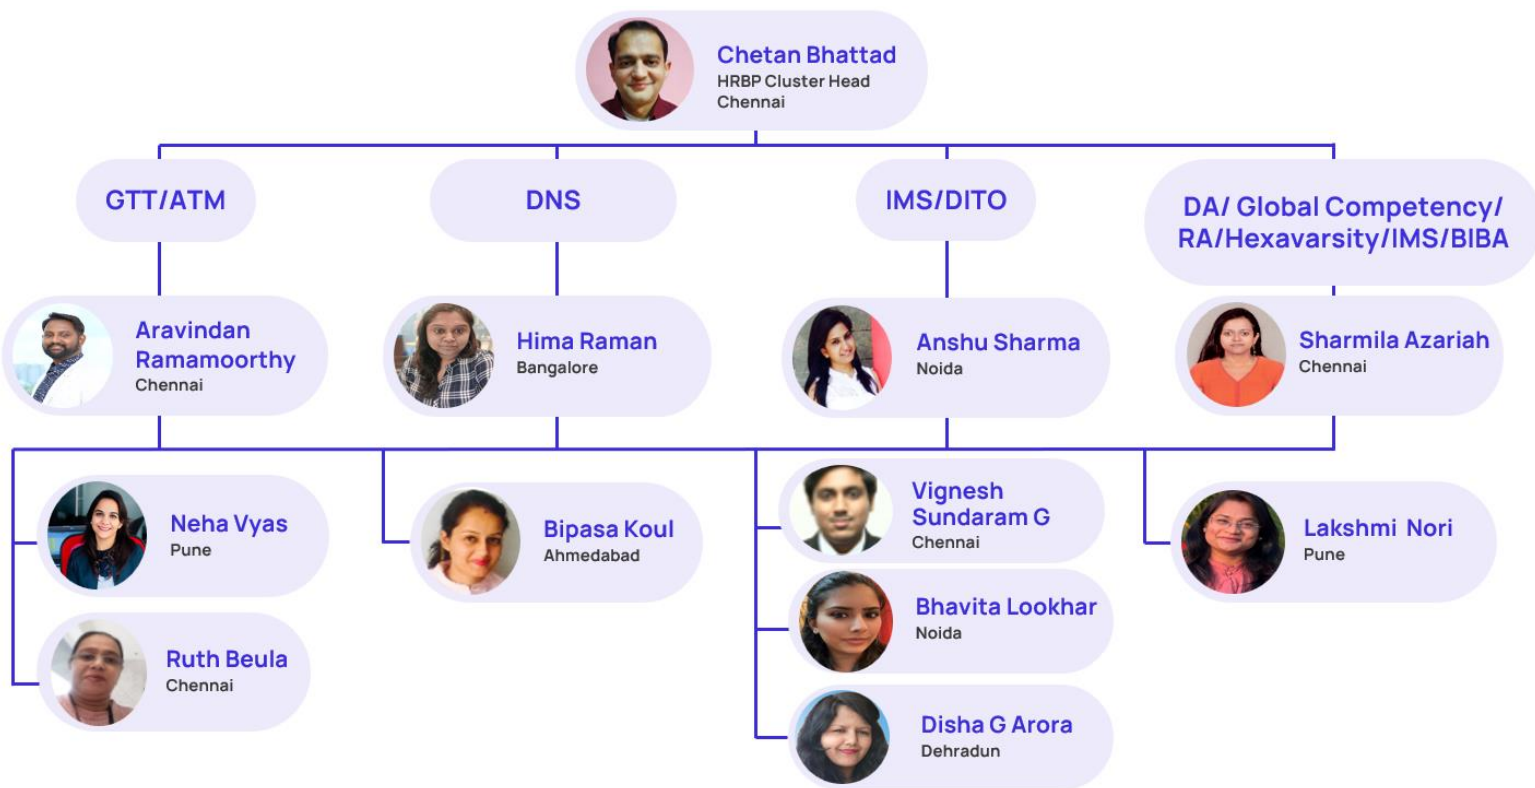 Chetan Bhattad
HRBP Cluster Head
Chennai
GTT/ATM
DNS
IMS/DITO
DA/ Global Competency/
RA/Hexavarsity/IMS/BIBA
Aravindan
Ramamoorthy
Chennai
Hima Raman
Bangalore
Anshu Sharma
Noida
Sharmila Azariah
Chennai
Neha Vyas
Pune
Ruth Beula
Chennai
Bipasa Koul
Ahmedabad
Vignesh
Sundaram G
Chennai
Bhavita Lookhar
Noida
Disha G Arora
Dehradun
Lakshmi Nori
Pune